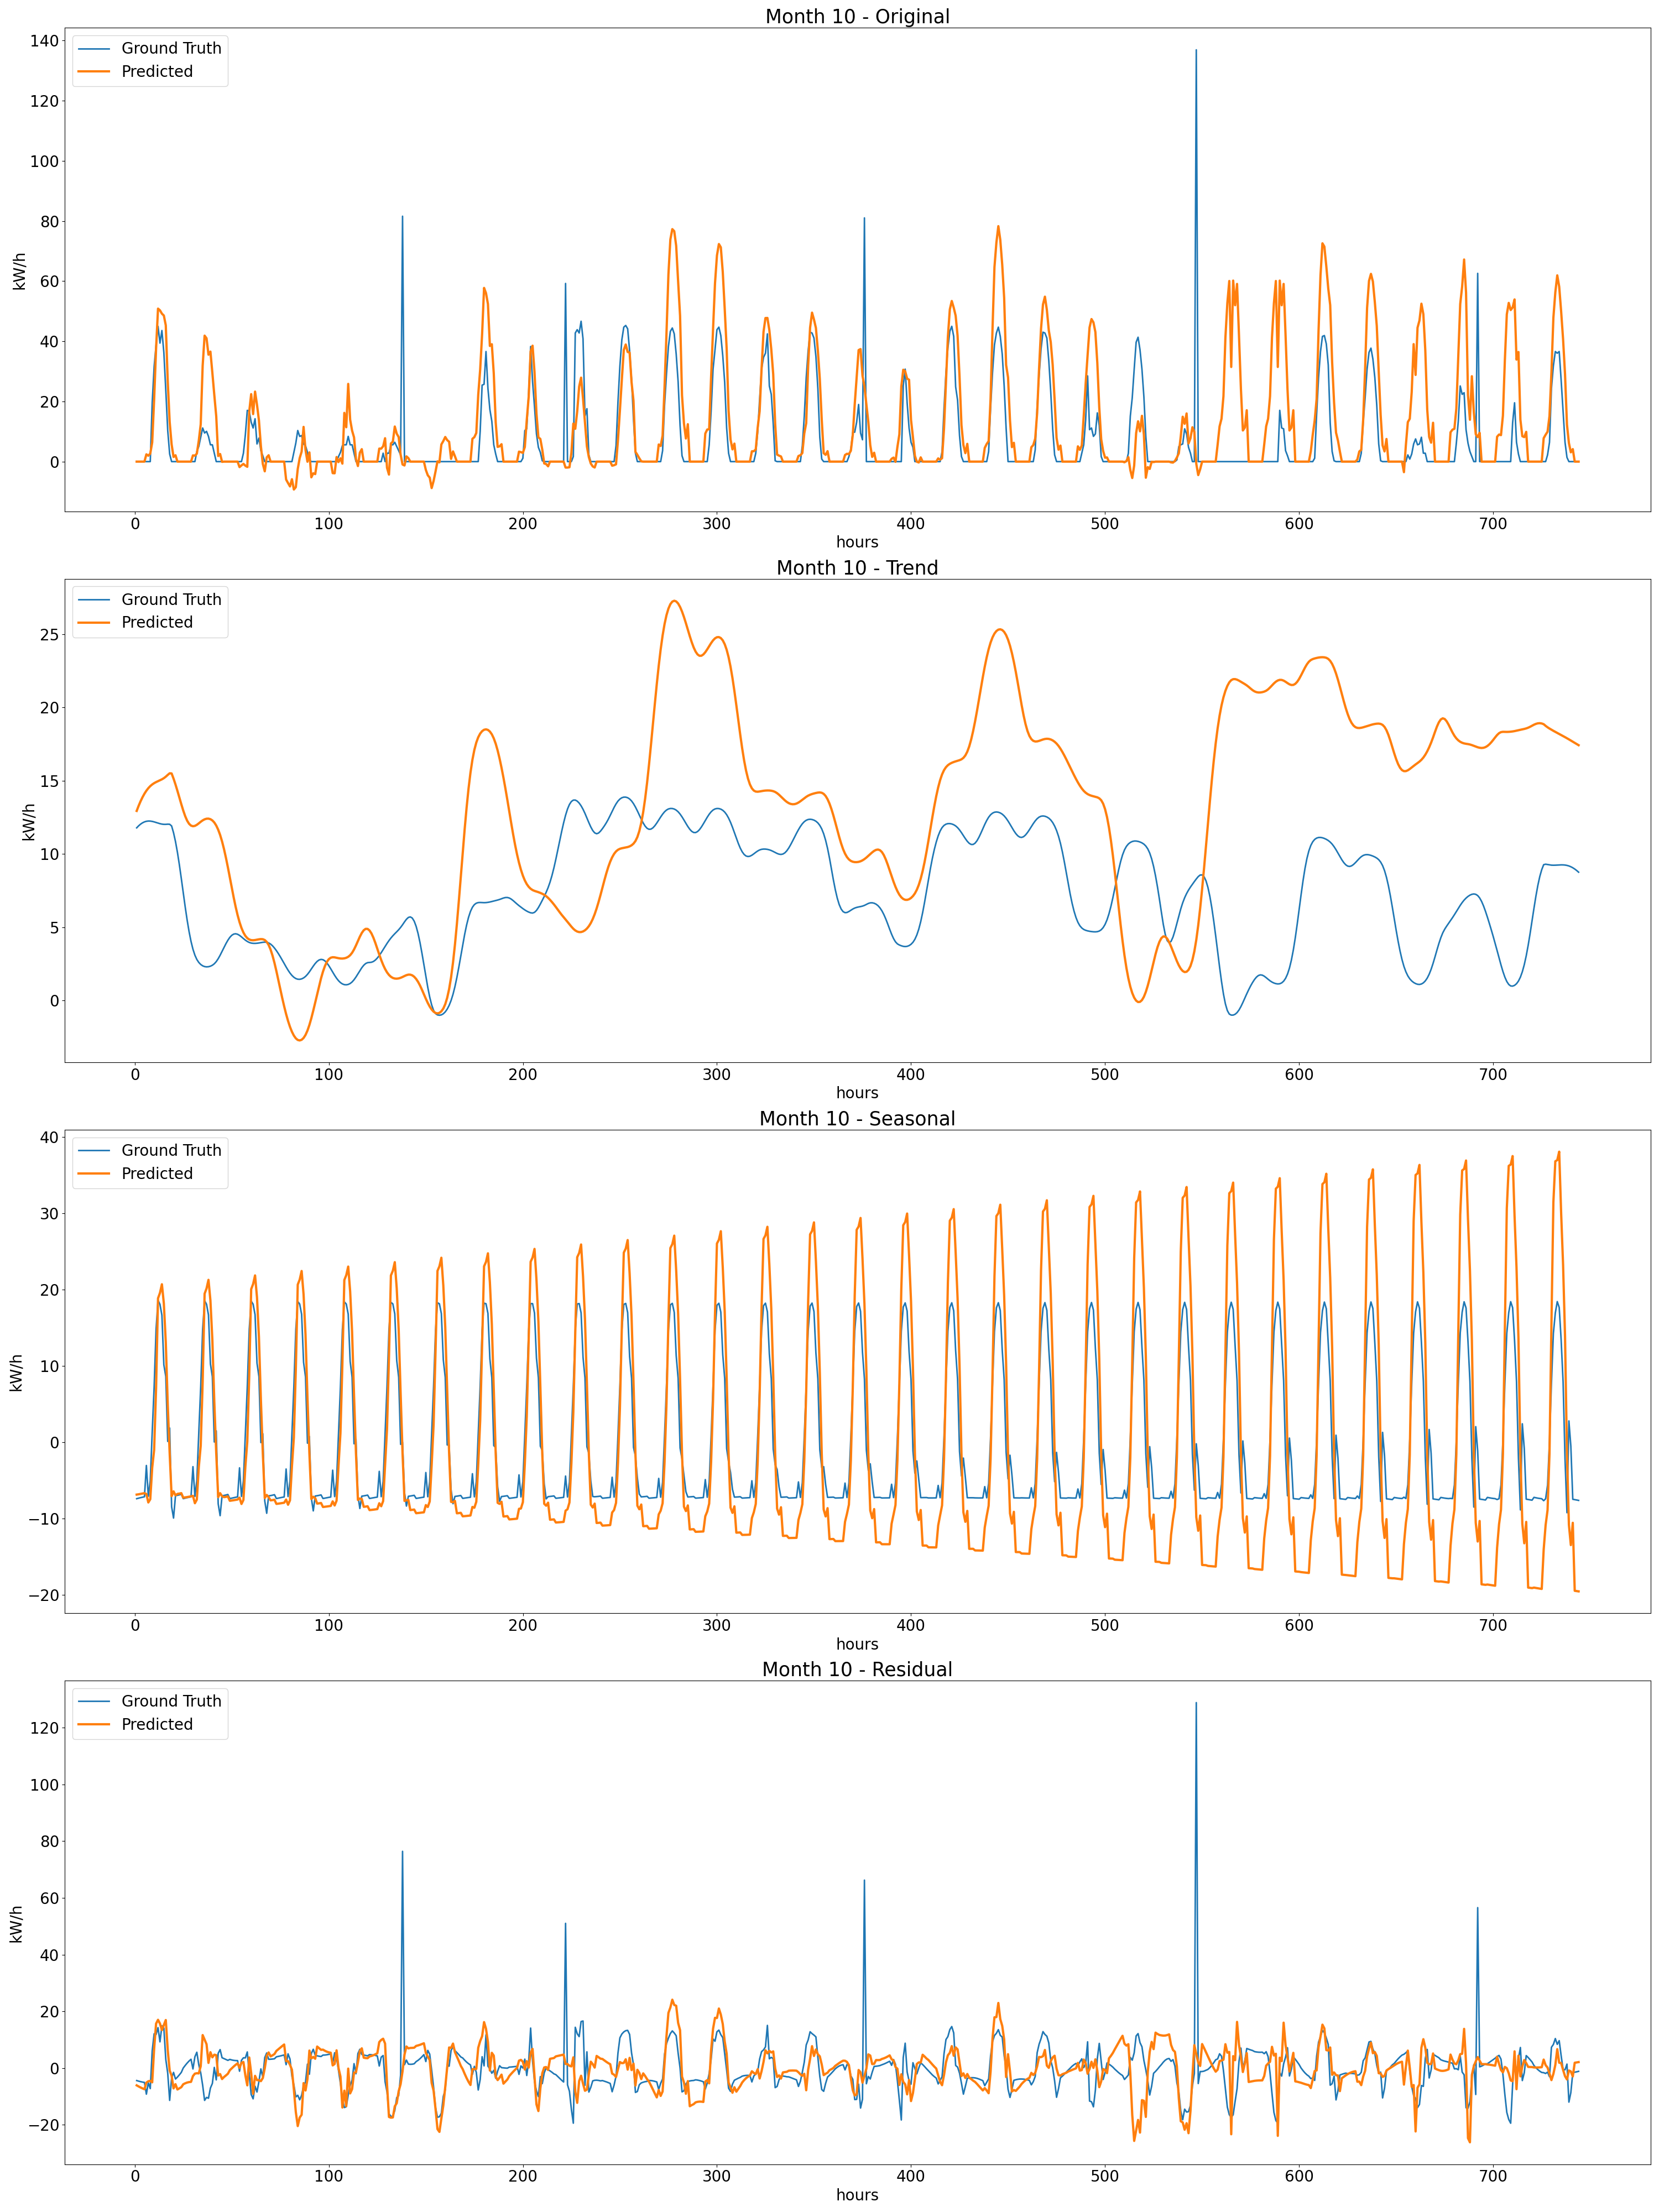 Month 10 - Original
140
120
100
80
60
40
20
0
kW/h
Ground Truth
Predicted
0 100 200 300 400 500 600 700
hours
Month 10 - Trend
25
20
15
10
5
0
kW/h
Ground Truth
Predicted
0 100 200 300 400 500 600 700
hours
Month 10 - Seasonal
40
30
20
10
0
−10
−20
kW/h
Ground Truth
Predicted
0 100 200 300 400 500 600 700
hours
Month 10 - Residual
120
100
80
60
40
20
0
−20
kW/h
Ground Truth
Predicted
0 100 200 300 400 500 600 700
hours